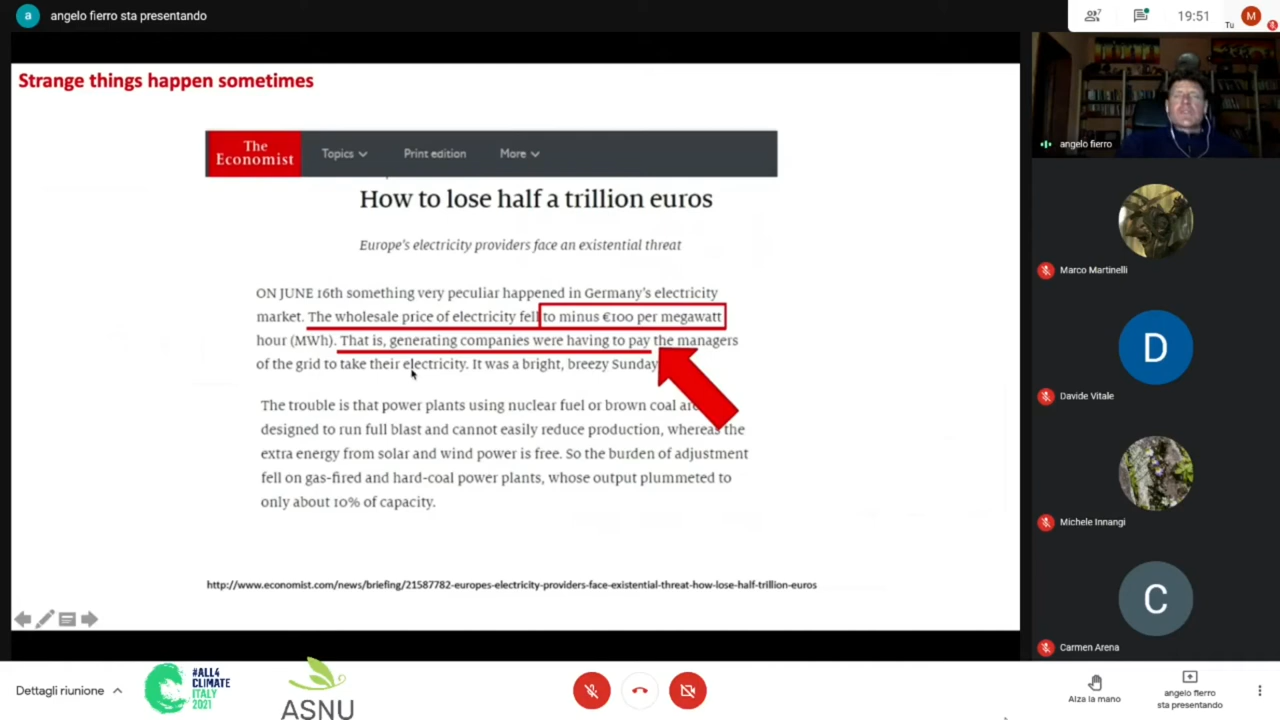 a
angelo fierro sta presentando
7
19:51
Tu
M
Strange things happen sometimes
The
Economist
Topics
Print edition
More
How to lose half a trillion euros
Europe's electricity providers face an existential threat
ON JUNE 16th something very peculiar happened in Germany's electricity
market. The wholesale price of electricity fell to minus €100 per megawatt
hour (MWh). That is, generating companies were having to pay the managers
of the grid to take their electricity. It was a bright, breezy Sunday
The trouble is that power plants using nuclear fuel or brown coal are
designed to run full blast and cannot easily reduce production, whereas the
extra energy from solar and wind power is free. So the burden of adjustment
fell on gas-fired and hard-coal power plants, whose output plummeted to
only about 10% of capacity.
http://www.economist.com/news/briefing/21587782-europes-electricity-providers-face-existential-threat-how-lose-half-trillion-euros
angelo fierro
Marco Martinelli
D
Davide Vitale
Michele Innangi
C
Carmen Arena
Dettagli riunione
#ALL4
CLIMATE
ITALY
2021
ASNU
Alza la mano
angelo fierro
sta presentando